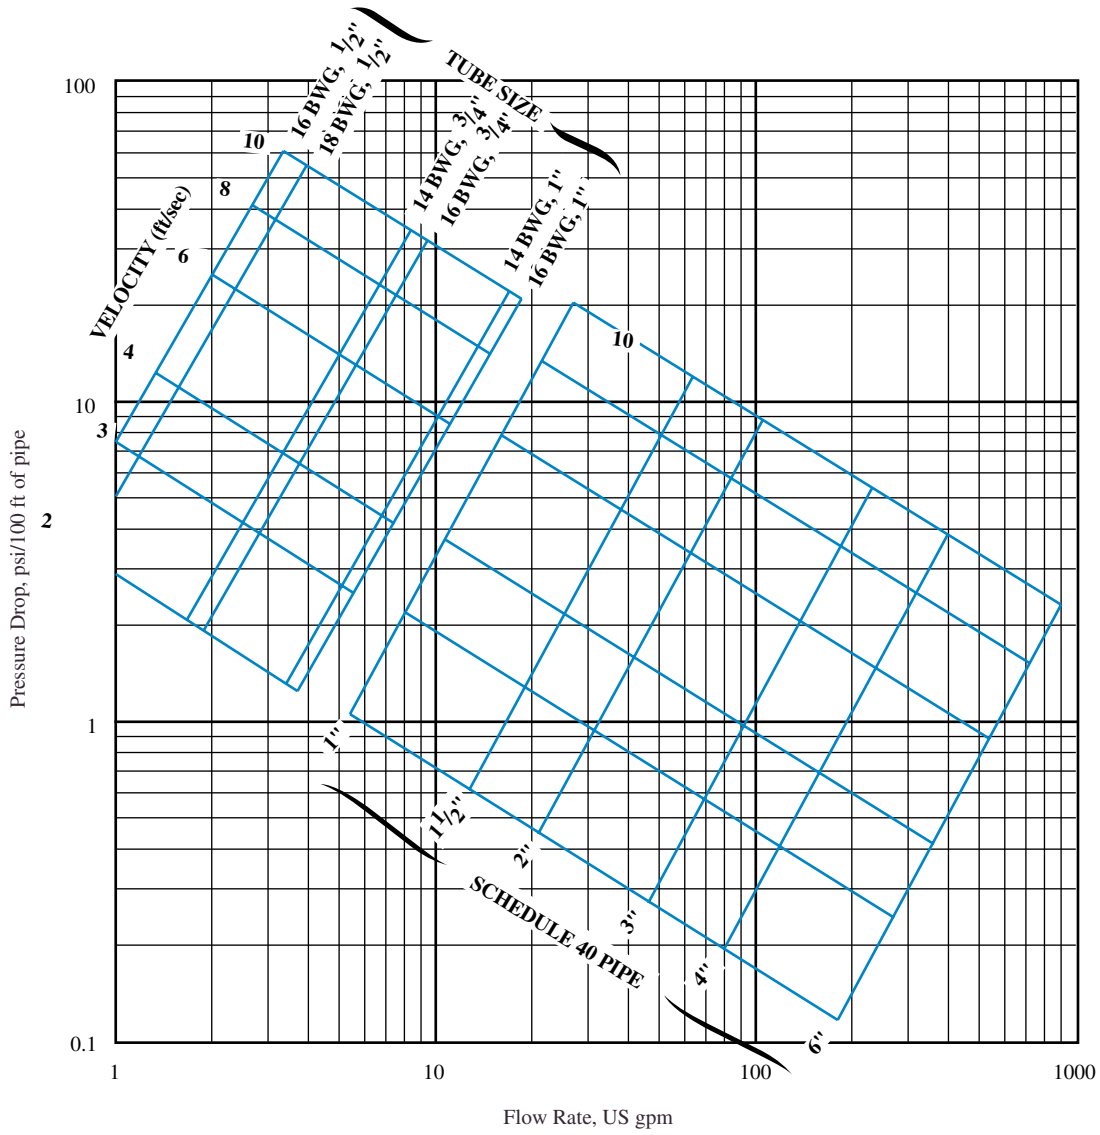 TUBE SIZE
16 BWG, 1/2"
18 BWG, 1/2"
14 BWG, 3/4"
16 BWG, 3/4"
14 BWG, 1"
16 BWG, 1"
VELOCITY (ft/sec)
10
8
6
4
3
2
10
100
10
1
0.1
Pressure Drop, psi/100 ft of pipe
1"
1 1/2"
2"
3"
4"
6"
SCHEDULE 40 PIPE
1
10
100
1000
Flow Rate, US gpm